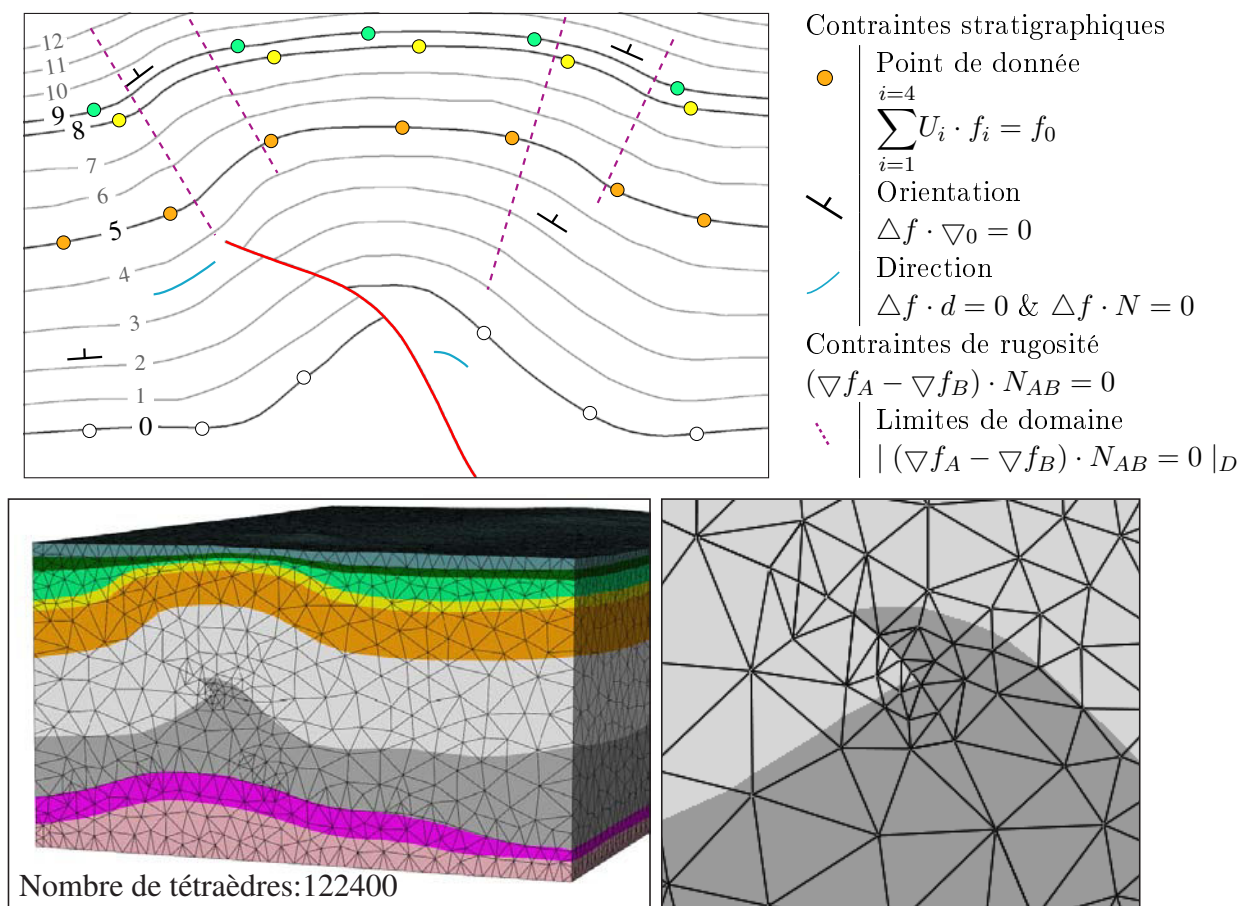 12
11
10
9
8
7
6
5
4
3
2
1
0
Contraintes stratigraphiques
Point de donnée
i=4
∑ U_i · f_i = f_0
i=1
Orientation
△f · ▽_0 = 0
Direction
△f · d = 0 & △f · N = 0
Contraintes de rugosité
(▽f_A − ▽f_B) · N_AB = 0
Limites de domaine
| (▽f_A − ▽f_B) · N_AB = 0 |_D
Nombre de tétraèdres:122400